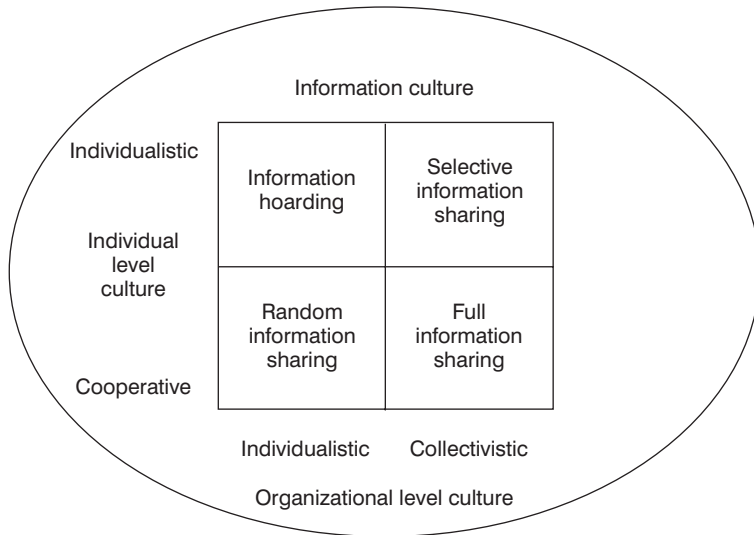 Information culture
Individualistic
Information
hoarding
Selective
information
sharing
Individual
level
culture
Random
information
sharing
Full
information
sharing
Cooperative
Individualistic
Collectivistic
Organizational level culture